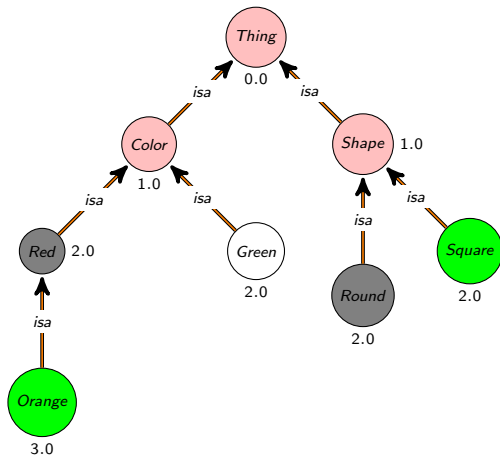 Thing
0.0
isa
isa
Color
1.0
Shape
1.0
isa
isa
isa
isa
Red
2.0
Green
2.0
Square
2.0
Round
2.0
isa
Orange
3.0